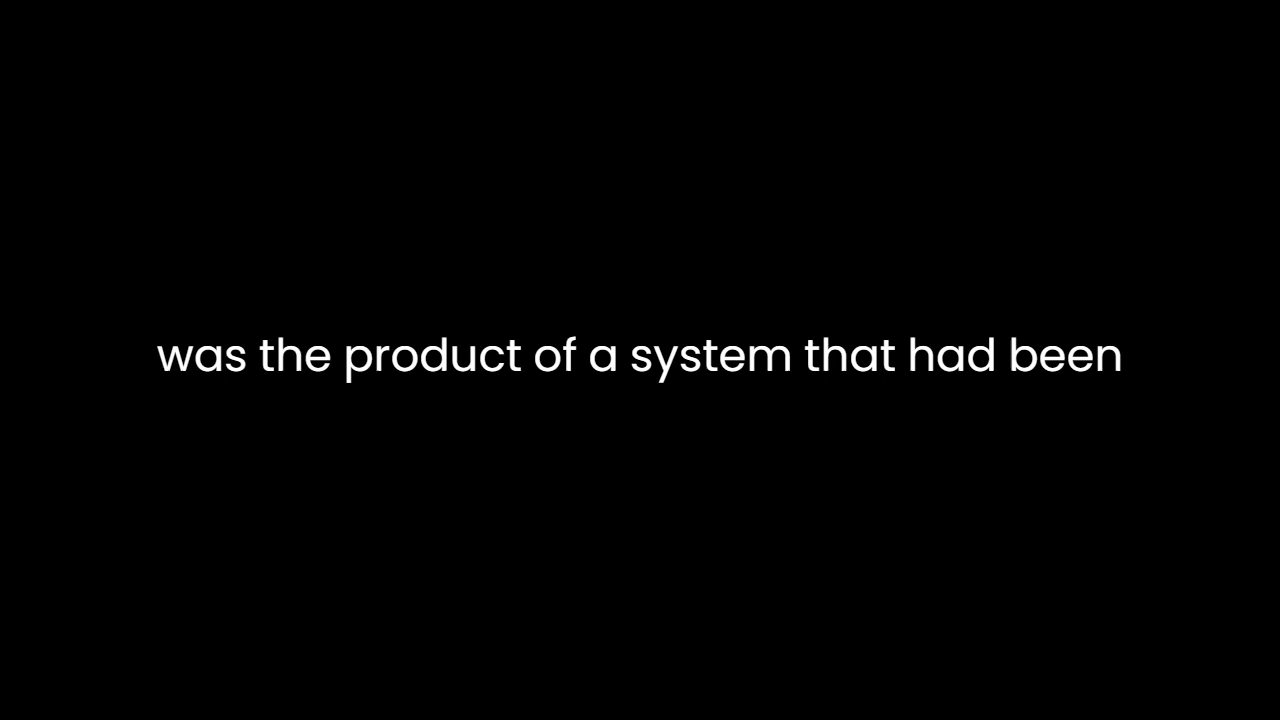 was the product of a system that had been